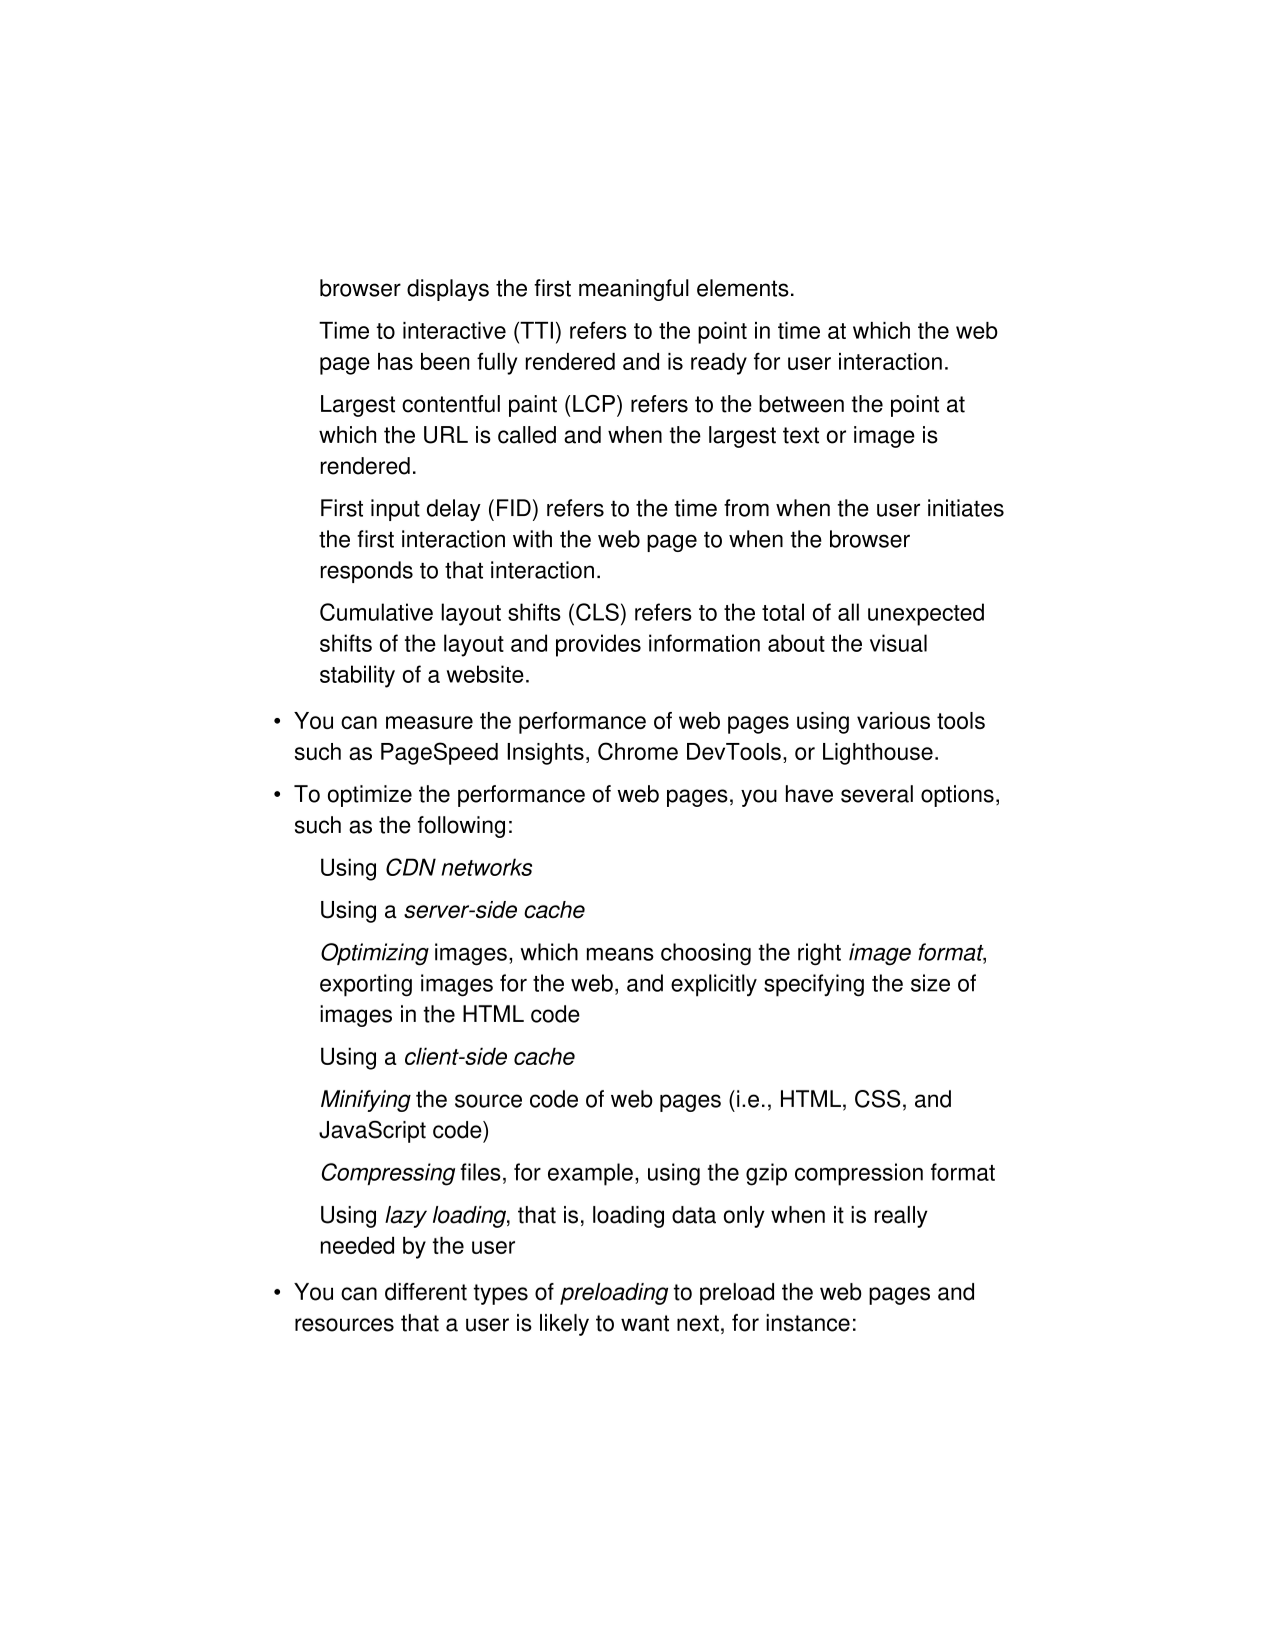 browser displays the first meaningful elements.
Time to interactive (TTI) refers to the point in time at which the web
page has been fully rendered and is ready for user interaction.
Largest contentful paint (LCP) refers to the between the point at
which the URL is called and when the largest text or image is
rendered.
First input delay (FID) refers to the time from when the user initiates
the first interaction with the web page to when the browser
responds to that interaction.
Cumulative layout shifts (CLS) refers to the total of all unexpected
shifts of the layout and provides information about the visual
stability of a website.
• You can measure the performance of web pages using various tools
such as PageSpeed Insights, Chrome DevTools, or Lighthouse.
• To optimize the performance of web pages, you have several options,
such as the following:
Using CDN networks
Using a server-side cache
Optimizing images, which means choosing the right image format,
exporting images for the web, and explicitly specifying the size of
images in the HTML code
Using a client-side cache
Minifying the source code of web pages (i.e., HTML, CSS, and
JavaScript code)
Compressing files, for example, using the gzip compression format
Using lazy loading, that is, loading data only when it is really
needed by the user
• You can different types of preloading to preload the web pages and
resources that a user is likely to want next, for instance: